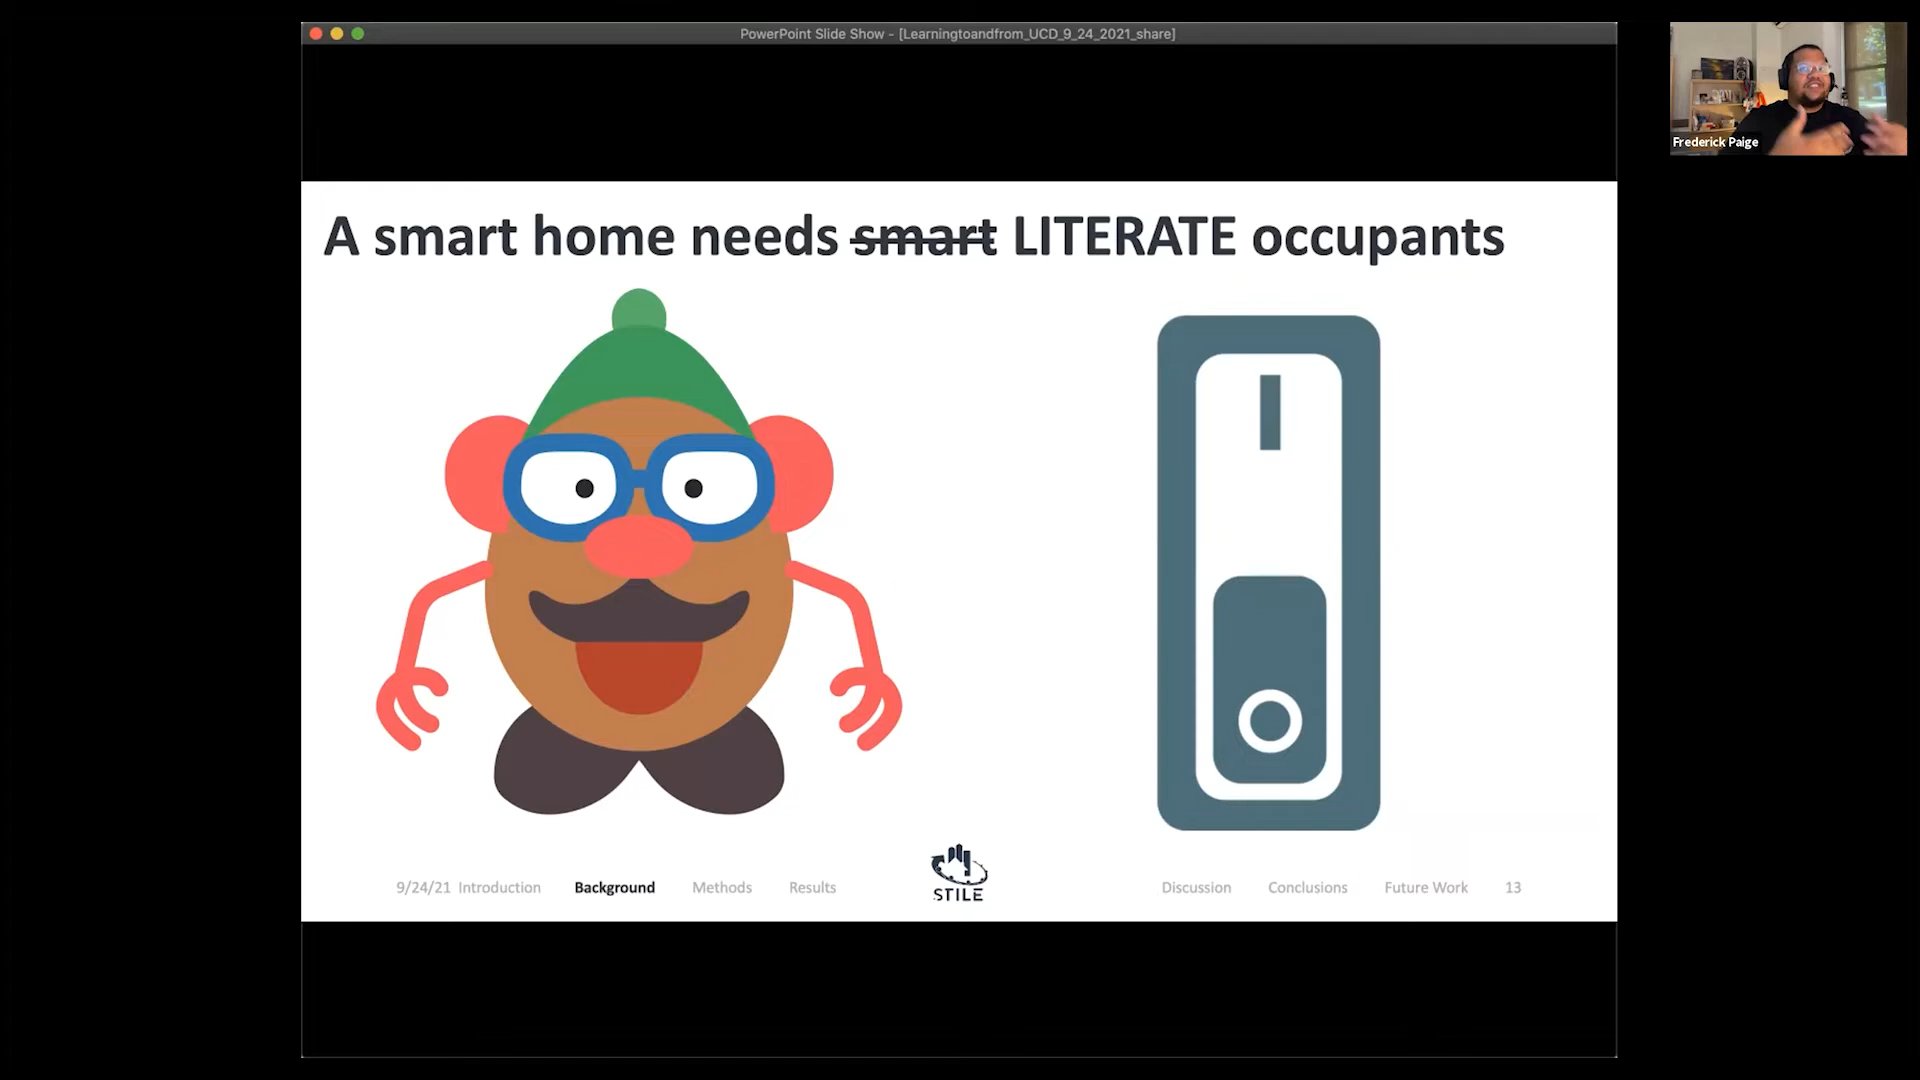 PowerPoint Slide Show - [Learningtoandfrom_UCD_9_24_2021_share]
Frederick Paige
A smart home needs smart LITERATE occupants
9/24/21 Introduction Background Methods Results STILE Discussion Conclusions Future Work 13